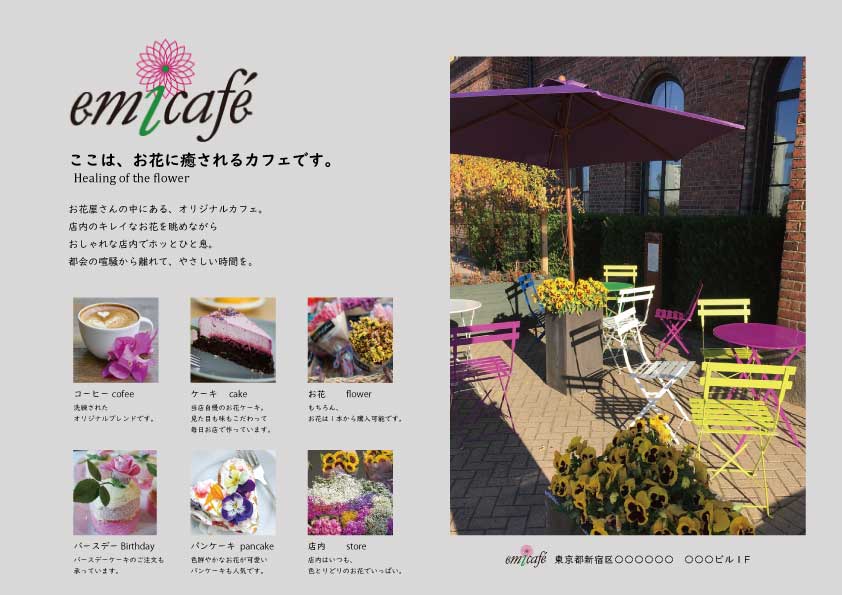 emicafé
ここは、お花に癒されるカフェです。
Healing of the flower
お花屋さんの中にある、オリジナルカフェ。
店内のキレイなお花を眺めながら
おしゃれな店内でホッとひと息。
都会の喧騒から離れて、やさしい時間を。
コーヒー cofee
洗練された
オリジナルブレンドです。
ケーキ cake
当店自慢のお花ケーキ。
見た目も味もこだわって
毎日お店で作っています。
お花 flower
もちろん、
お花は1本から購入可能です。
バースデー Birthday
バースデーケーキのご注文も
承っています。
パンケーキ pancake
色鮮やかなお花が可愛い
パンケーキも人気です。
店内 store
店内はいつも、
色とりどりのお花でいっぱい。
emicafé 東京都新宿区〇〇〇〇〇〇 〇〇〇ビル1F